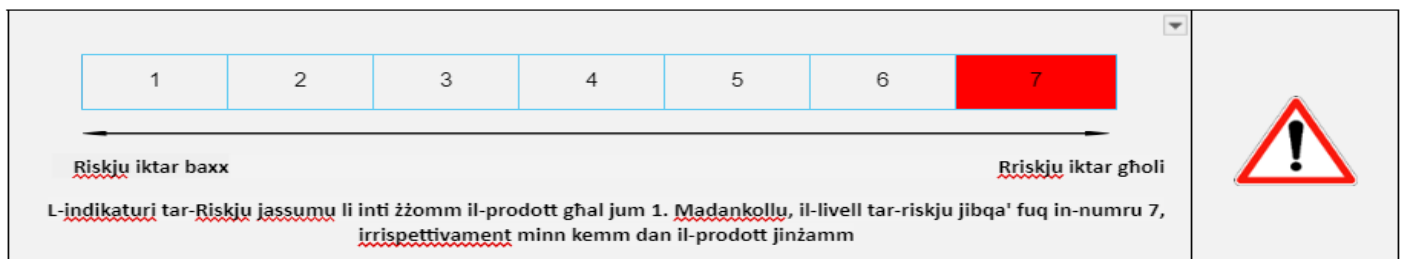 1 2 3 4 5 6 7
Riskju iktar baxx Rriskju iktar għoli
L-indikaturi tar-Riskju jassumu li inti żżomm il-prodott għal jum 1. Madankollu, il-livell tar-riskju jibqa' fuq in-numru 7,
irrispettivament minn kemm dan il-prodott jinżamm